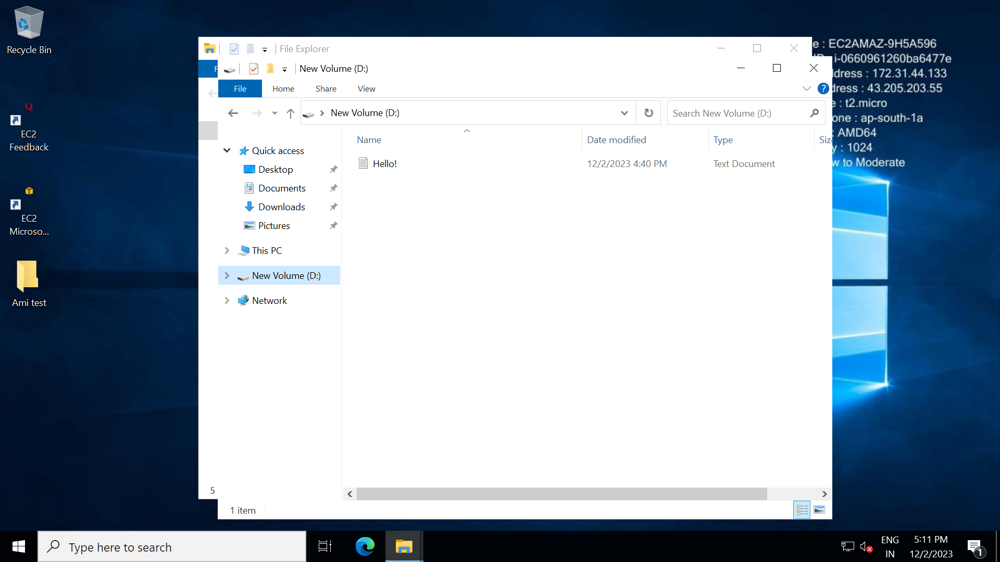 Recycle Bin
EC2
Feedback
EC2
Microso...
Ami test
File Explorer
New Volume (D:)
File
Home
Share
View
New Volume (D:)
Search New Volume (D:)
Name
Date modified
Type
Quick access
Desktop
Documents
Downloads
Pictures
This PC
New Volume (D:)
Network
Hello!
12/2/2023 4:40 PM
Text Document
5
1 item
e : EC2AMAZ-9H5A596
: i-0660961260ba6477e
dress : 172.31.44.133
dress : 43.205.203.55
e : t2.micro
one : ap-south-1a
: AMD64
y : 1024
w to Moderate
Type here to search
ENG
IN
5:11 PM
12/2/2023
1